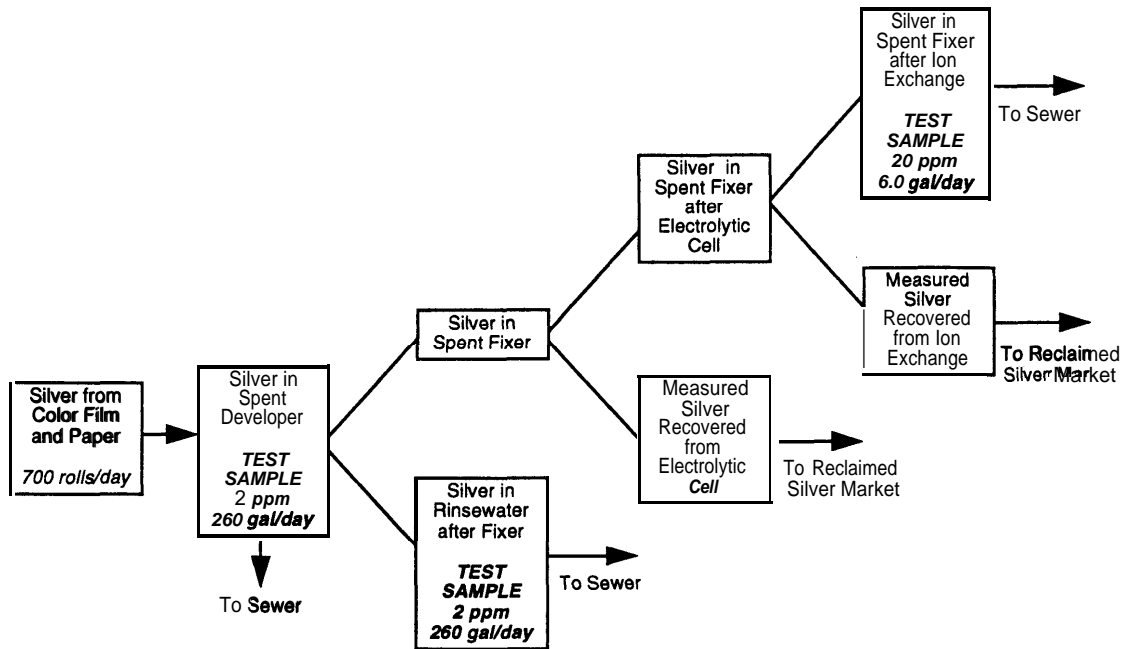 Silver from
Color Film
and Paper
700 rolls/day
Silver in
Spent
Developer
TEST
SAMPLE
2 ppm
260 gal/day
To Sewer
Silver in
Spent Fixer
Silver in
Rinsewater
after Fixer
TEST
SAMPLE
2 ppm
260 gal/day
To Sewer
Silver in
Spent Fixer
after
Electrolytic
Cell
Measured
Silver
Recovered
from
Electrolytic
Cell
To Reclaimed
Silver Market
Silver in
Spent Fixer
after Ion
Exchange
TEST
SAMPLE
20 ppm
6.0 gal/day
To Sewer
Measured
Silver
Recovered
from Ion
Exchange
To Reclaimed
Silver Market